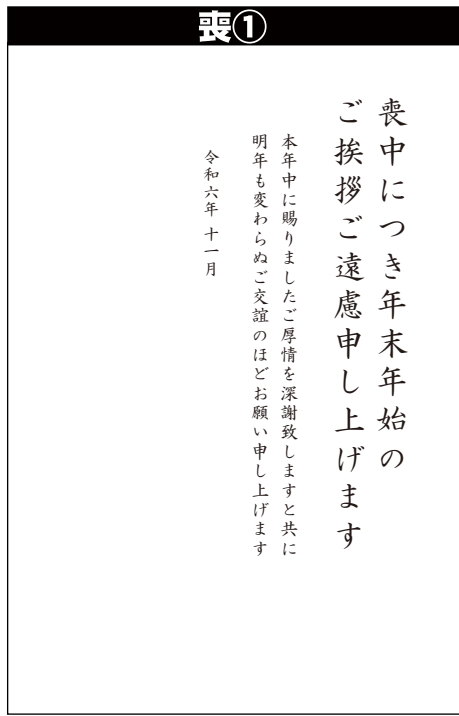 喪①
喪中につき年末年始の
ご挨拶ご遠慮申し上げます
本年中に賜りましたご厚情を深謝致しますと共に
明年も変わらぬご交誼のほどお願い申し上げます
令和六年 十一月